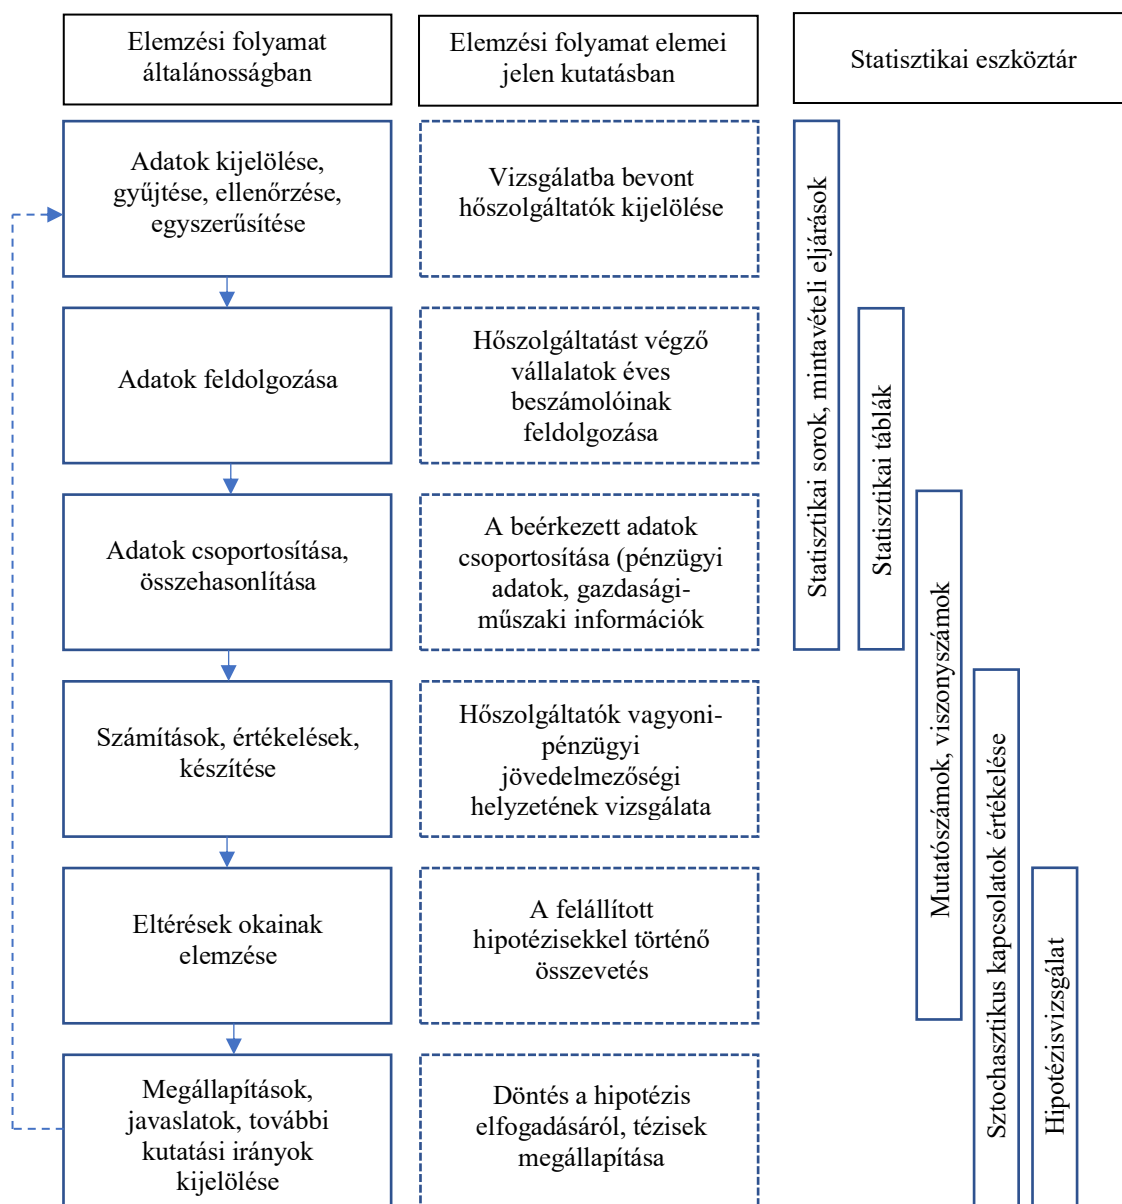 Elemzési folyamat
általánosságban
Elemzési folyamat elemei
jelen kutatásban
Statisztikai eszköztár
Adatok kijelölése,
gyűjtése, ellenőrzése,
egyszerűsítése
Vizsgálatba bevont
hőszolgáltatók kijelölése
Adatok feldolgozása
Hőszolgáltatást végző
vállalatok éves
beszámolóinak
feldolgozása
Adatok csoportosítása,
összehasonlítása
A beérkezett adatok
csoportosítása (pénzügyi
adatok, gazdasági-
műszaki információk
Számítások, értékelések,
készítése
Hőszolgáltatók vagyoni-
pénzügyi
jövedelmezőségi
helyzetének vizsgálata
Eltérések okainak
elemzése
A felállított
hipotézisekkel történő
összevetés
Megállapítások,
javaslatok, további
kutatási irányok
kijelölése
Döntés a hipotézis
elfogadásáról, tézisek
megállapítása
Statisztikai sorok, mintavételi eljárások
Statisztikai táblák
Mutatószámok, viszonyszámok
Sztochasztikus kapcsolatok értékelése
Hipotézisvizsgálat